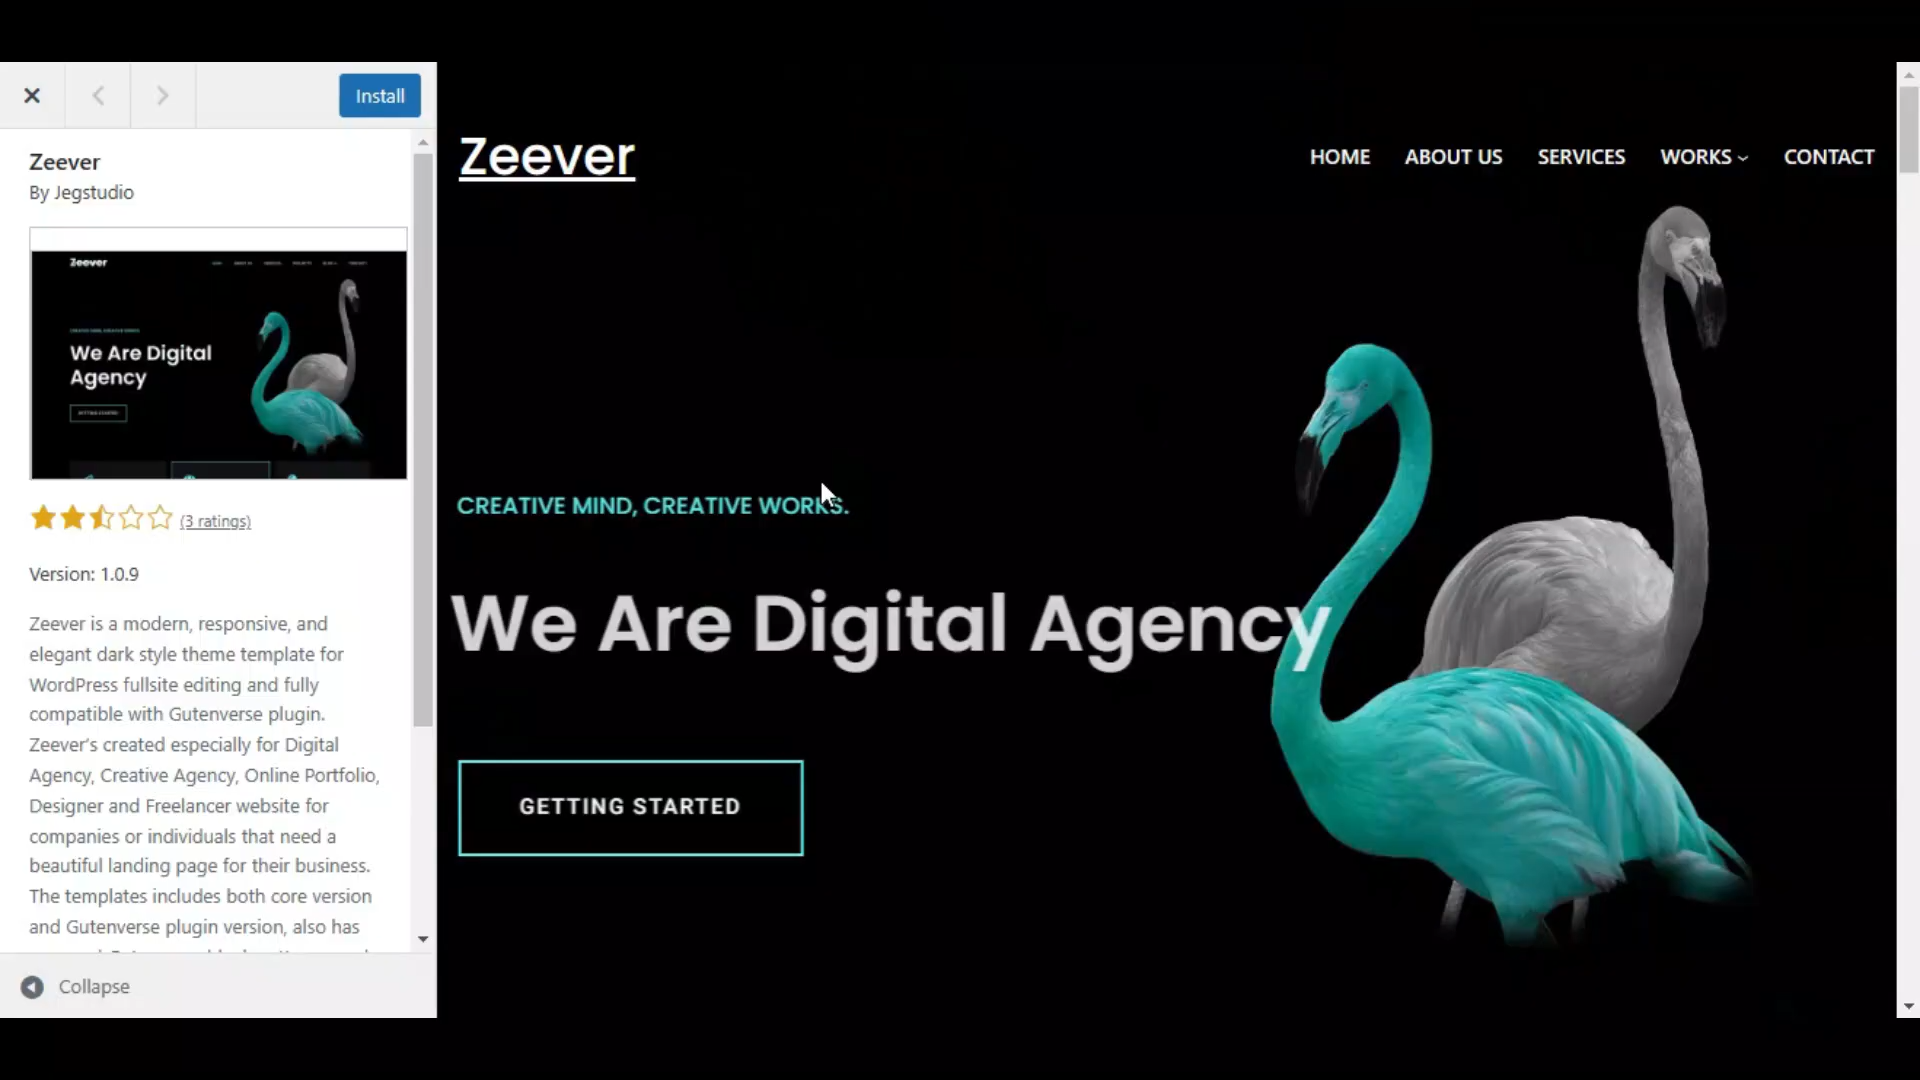 Install
Zeever
By Jegstudio
Zeever
We Are Digital
Agency
(3 ratings)
Version: 1.0.9
Zeever is a modern, responsive, and
elegant dark style theme template for
WordPress fullsite editing and fully
compatible with Gutenverse plugin.
Zeever's created especially for Digital
Agency, Creative Agency, Online Portfolio,
Designer and Freelancer website for
companies or individuals that need a
beautiful landing page for their business.
The templates includes both core version
and Gutenverse plugin version, also has
Collapse
Zeever
HOME ABOUT US SERVICES WORKS CONTACT
CREATIVE MIND, CREATIVE WORKS.
We Are Digital Agency
GETTING STARTED